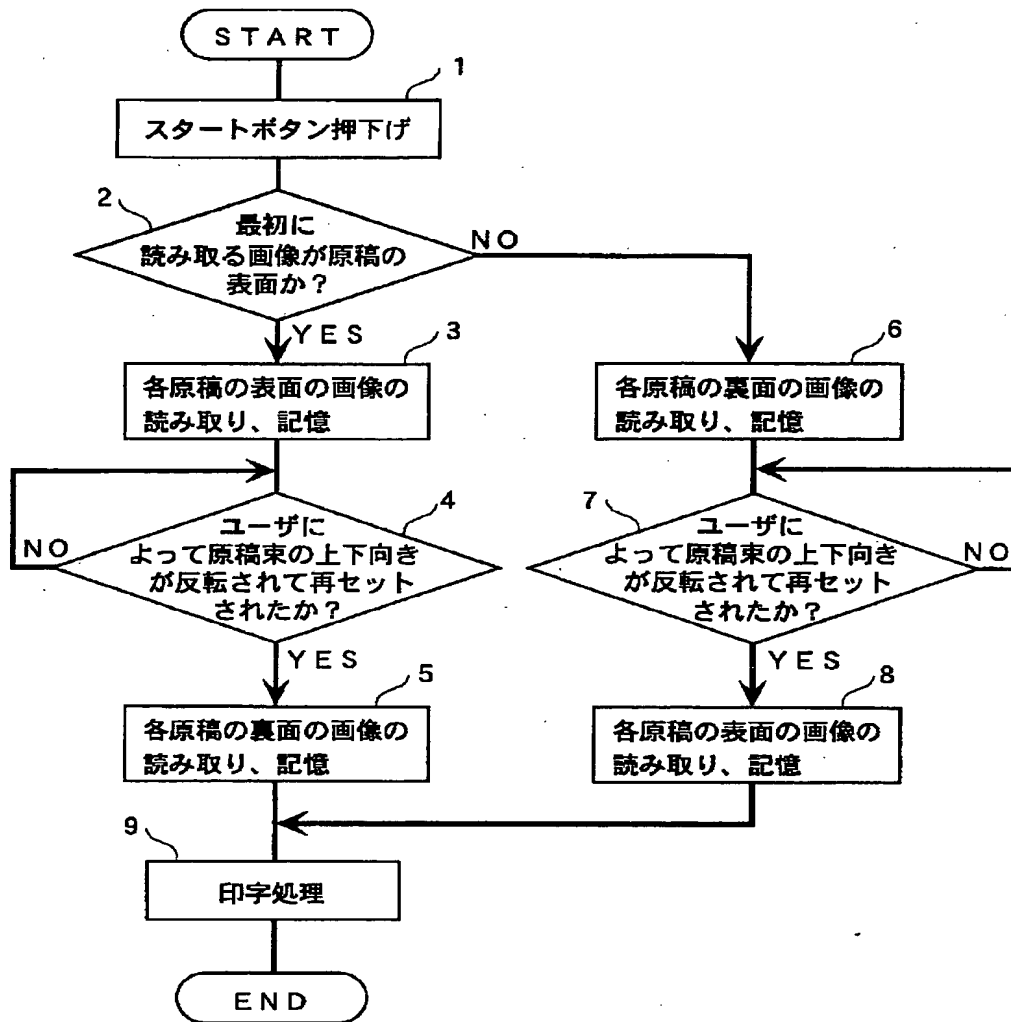 START
1
スタートボタン押下げ
2
最初に
読み取る画像が原稿の
表面か？
NO
YES
3
各原稿の表面の画像の
読み取り、記憶
6
各原稿の裏面の画像の
読み取り、記憶
4
ユーザに
よって原稿束の上下向き
が反転されて再セット
されたか？
NO
YES
7
ユーザに
よって原稿束の上下向き
が反転されて再セット
されたか？
NO
YES
5
各原稿の裏面の画像の
読み取り、記憶
8
各原稿の表面の画像の
読み取り、記憶
9
印字処理
END